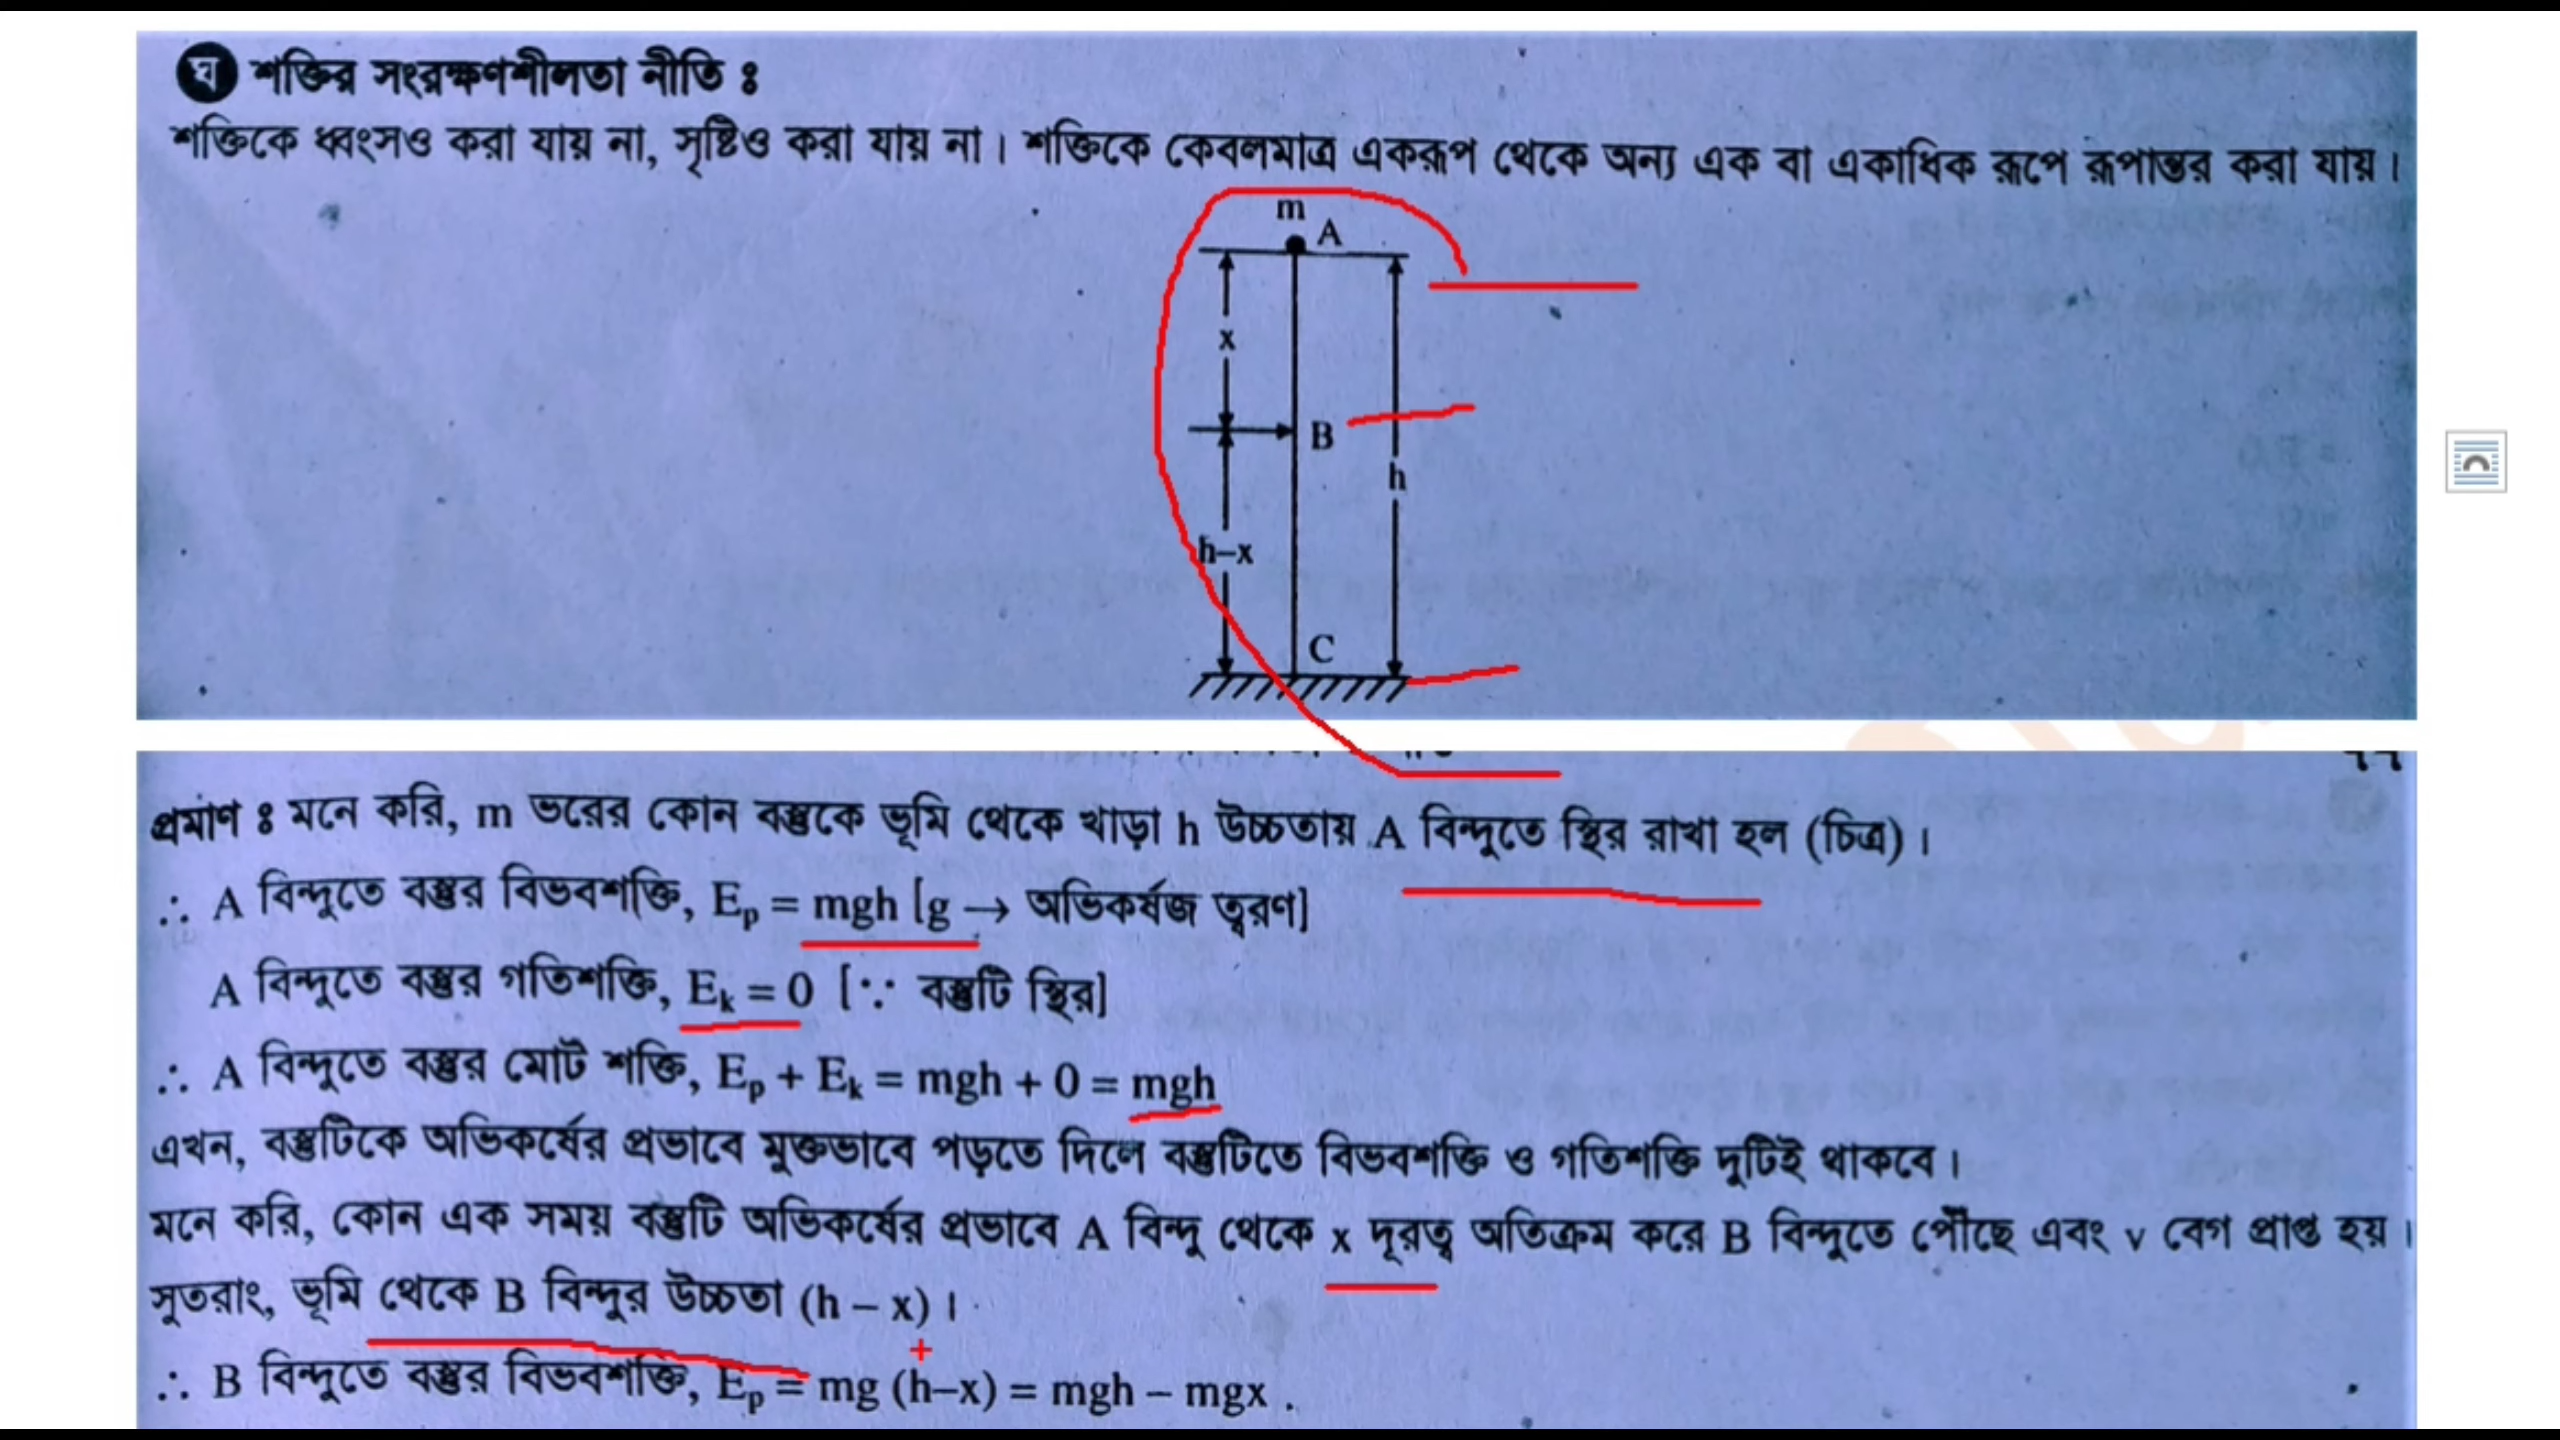 ঘ শক্তির সংরক্ষণশীলতা নীতি ঃ
শক্তিকে ধ্বংসও করা যায় না, সৃষ্টিও করা যায় না। শক্তিকে কেবলমাত্র একরূপ থেকে অন্য এক বা একাধিক রূপে রূপান্তর করা যায়।
m
A
x
B
h
h–x
C
প্রমাণ ঃ মনে করি, m ভরের কোন বস্তুকে ভূমি থেকে খাড়া h উচ্চতায় A বিন্দুতে স্থির রাখা হল (চিত্র)।
∴ A বিন্দুতে বস্তুর বিভবশক্তি, Eₚ = mgh [g → অভিকর্ষজ ত্বরণ]
A বিন্দুতে বস্তুর গতিশক্তি, Eₖ = 0 [∵ বস্তুটি স্থির]
∴ A বিন্দুতে বস্তুর মোট শক্তি, Eₚ + Eₖ = mgh + 0 = mgh
এখন, বস্তুটিকে অভিকর্ষের প্রভাবে মুক্তভাবে পড়তে দিলে বস্তুটিতে বিভবশক্তি ও গতিশক্তি দুটিই থাকবে।
মনে করি, কোন এক সময় বস্তুটি অভিকর্ষের প্রভাবে A বিন্দু থেকে x দূরত্ব অতিক্রম করে B বিন্দুতে পৌঁছে এবং v বেগ প্রাপ্ত হয়।
সুতরাং, ভূমি থেকে B বিন্দুর উচ্চতা (h – x)।
∴ B বিন্দুতে বস্তুর বিভবশক্তি, Eₚ = mg (h–x) = mgh – mgx .